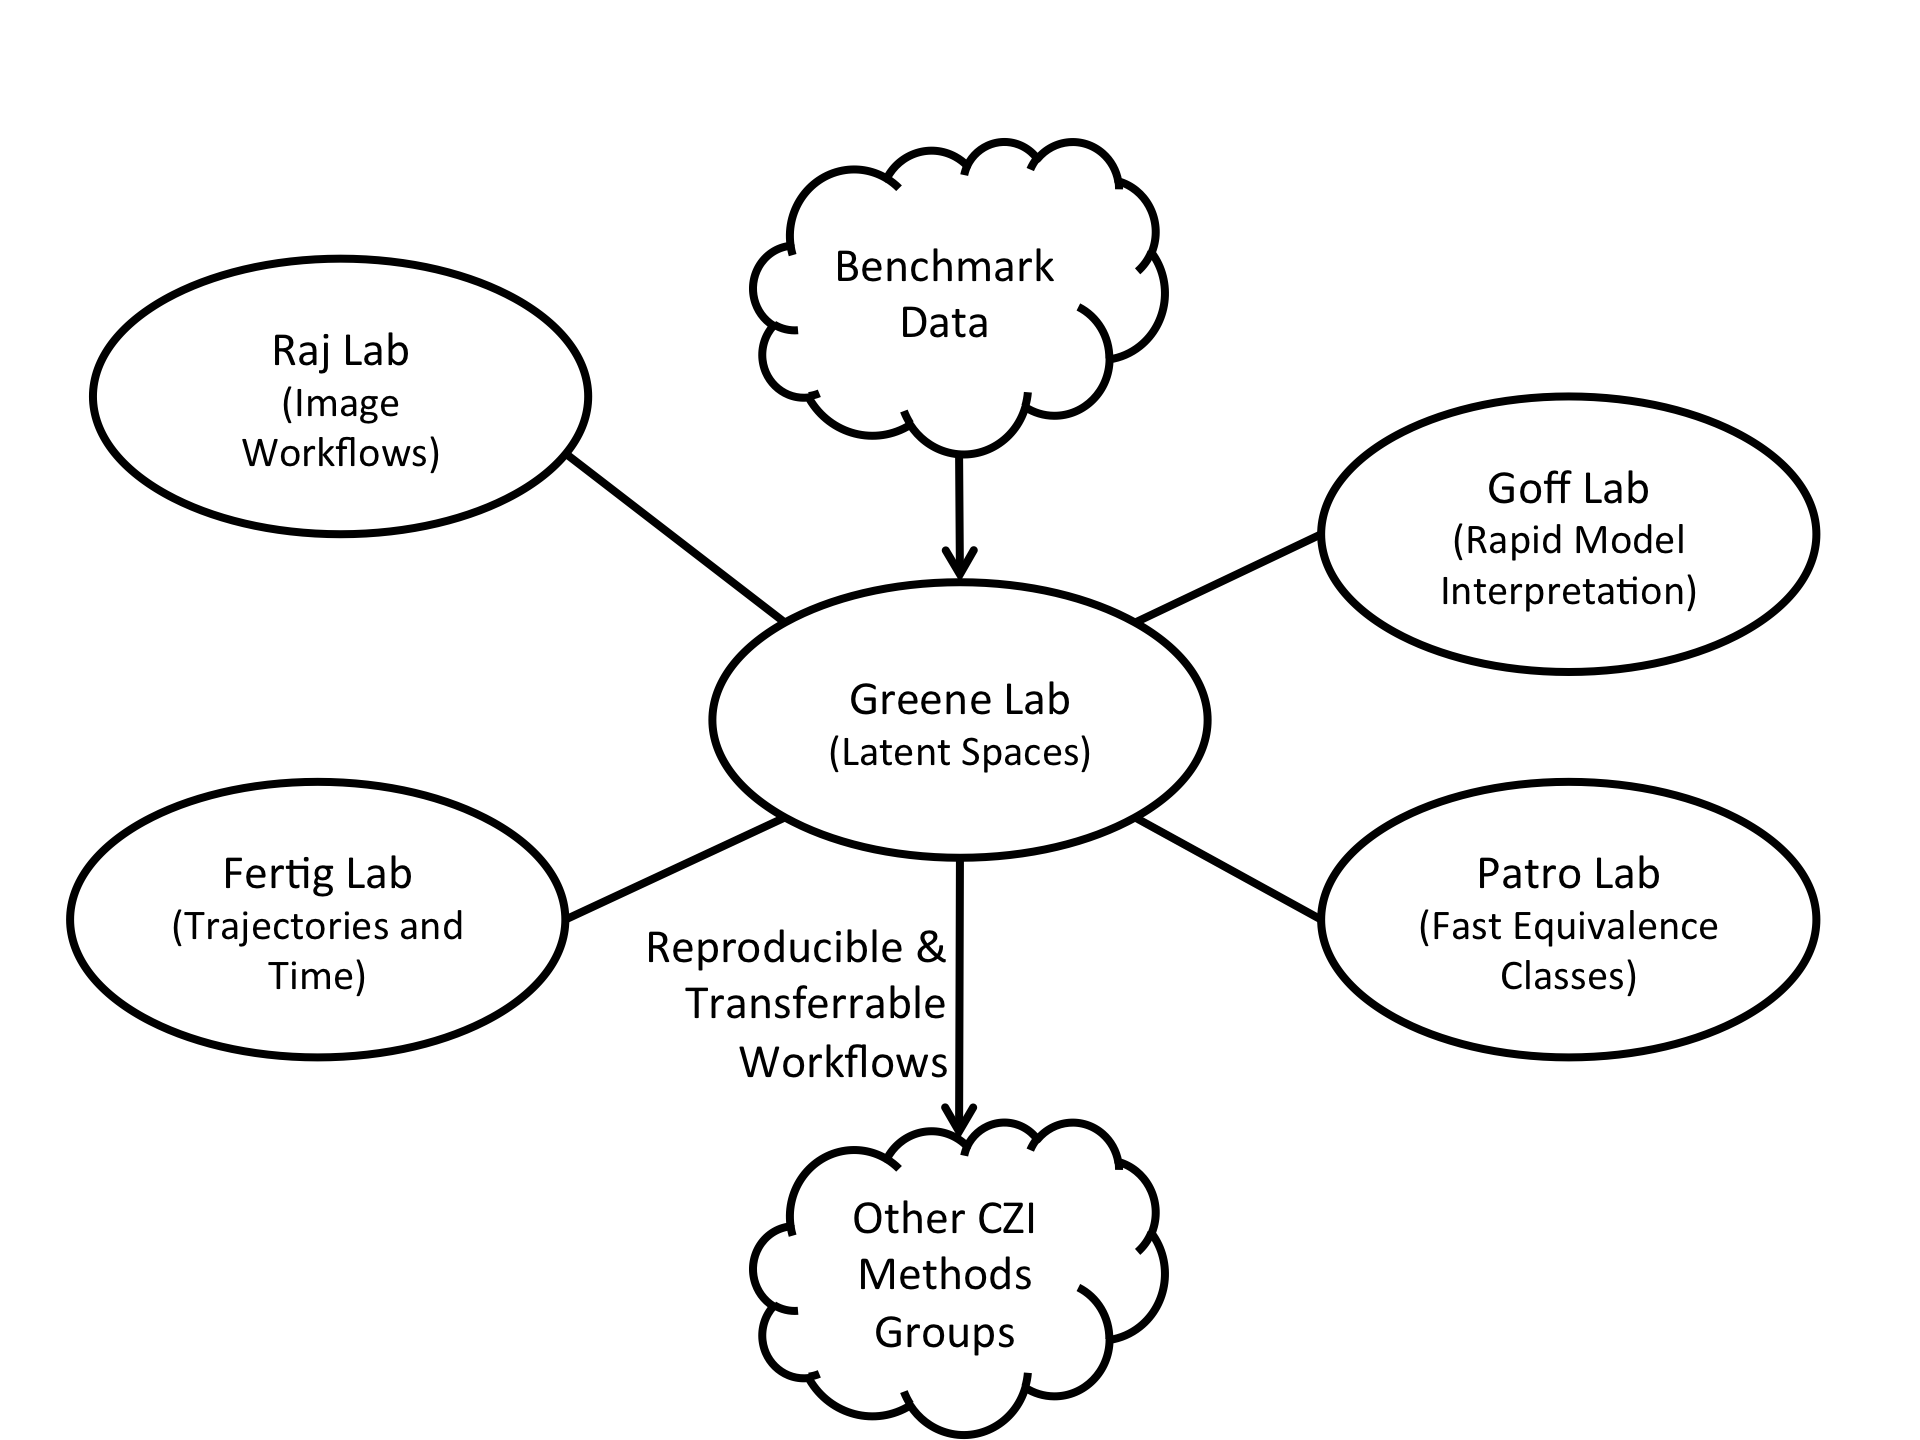 Benchmark
Data
Raj Lab
(Image
Workflows)
Goff Lab
(Rapid Model
Interpretation)
Greene Lab
(Latent Spaces)
Fertig Lab
(Trajectories and
Time)
Reproducible &
Transferrable
Workflows
Patro Lab
(Fast Equivalence
Classes)
Other CZI
Methods
Groups